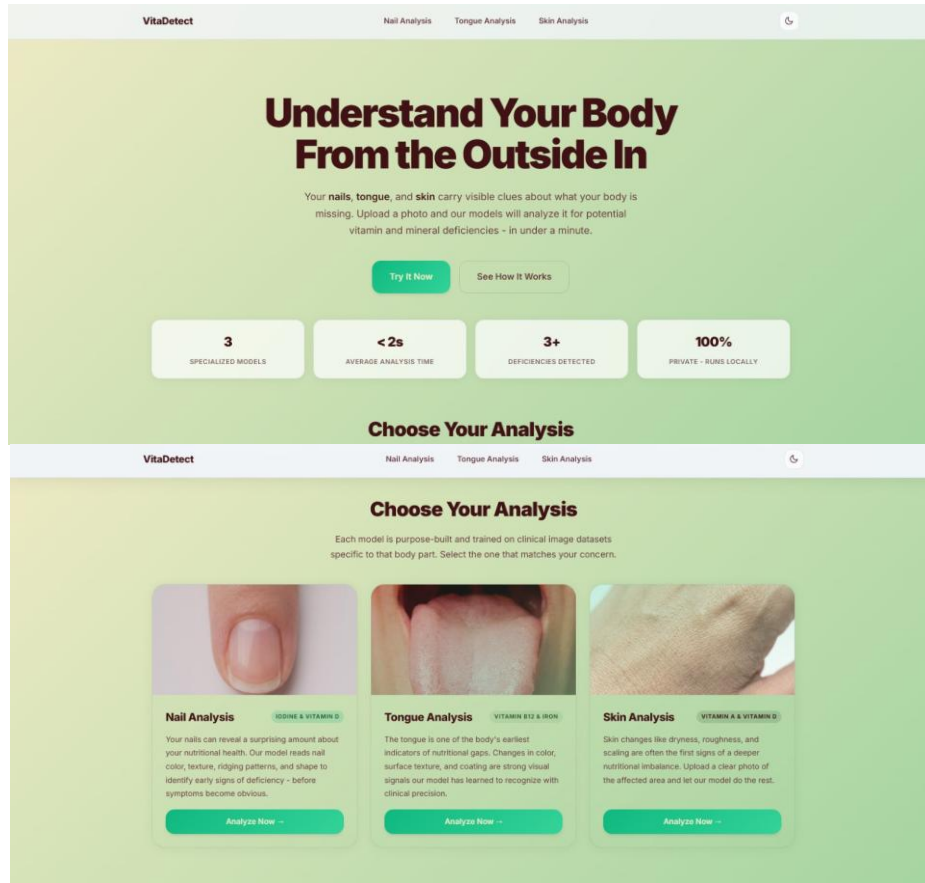 VitaDetect
Nail Analysis
Tongue Analysis
Skin Analysis
Understand Your Body
From the Outside In
Your nails, tongue, and skin carry visible clues about what your body is
missing. Upload a photo and our models will analyze it for potential
vitamin and mineral deficiencies - in under a minute.
Try It Now
See How It Works
3
SPECIALIZED MODELS
< 2s
AVERAGE ANALYSIS TIME
3+
DEFICIENCIES DETECTED
100%
PRIVATE - RUNS LOCALLY
Choose Your Analysis
VitaDetect
Nail Analysis
Tongue Analysis
Skin Analysis
Choose Your Analysis
Each model is purpose-built and trained on clinical image datasets
specific to that body part. Select the one that matches your concern.
Nail Analysis
IODINE & VITAMIN D
Your nails can reveal a surprising amount about
your nutritional health. Our model reads nail
color, texture, ridging patterns, and shape to
identify early signs of deficiency - before
symptoms become obvious.
Analyze Now →
Tongue Analysis
VITAMIN B12 & IRON
The tongue is one of the body's earliest
indicators of nutritional gaps. Changes in color,
surface texture, and coating are strong visual
signals our model has learned to recognize with
clinical precision.
Analyze Now →
Skin Analysis
VITAMIN A & VITAMIN D
Skin changes like dryness, roughness, and
scaling are often the first signs of a deeper
nutritional imbalance. Upload a clear photo of
the affected area and let our model do the rest.
Analyze Now →